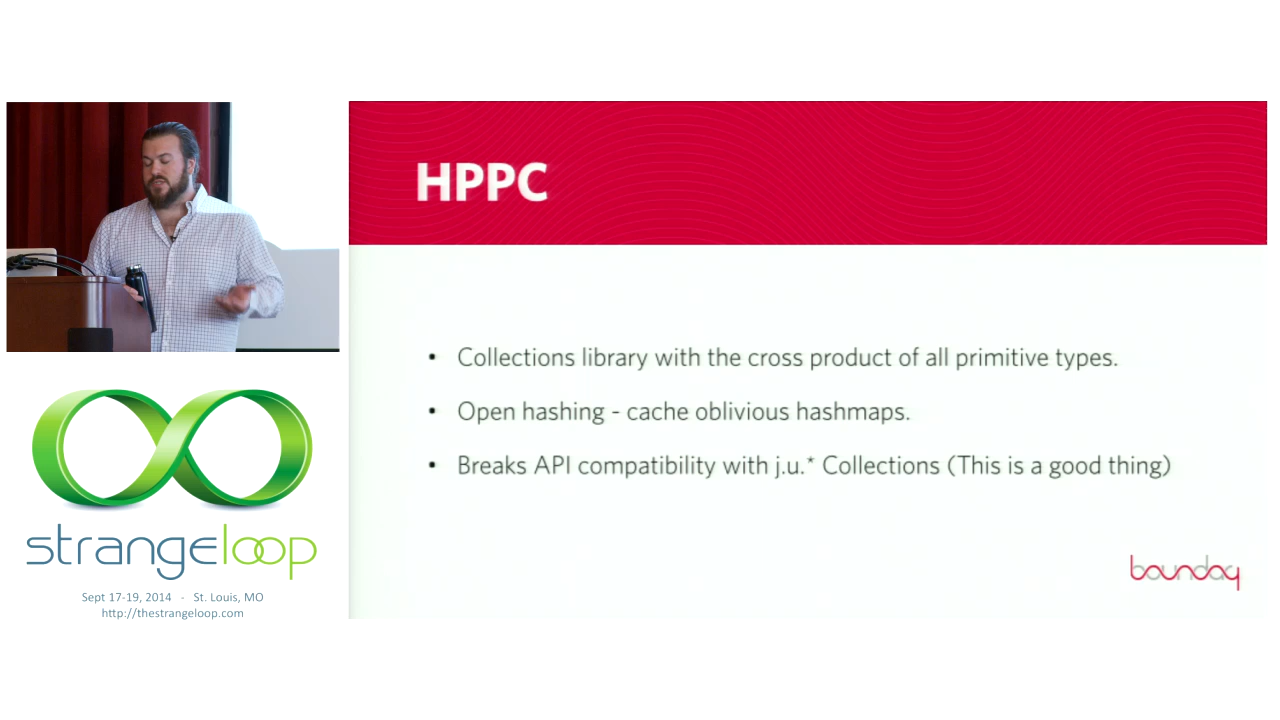 HPPC
• Collections library with the cross product of all primitive types.
• Open hashing - cache oblivious hashmaps.
• Breaks API compatibility with j.u.* Collections (This is a good thing)
boundary
strangeloop
Sept 17-19, 2014 - St. Louis, MO
http://thestrangeloop.com